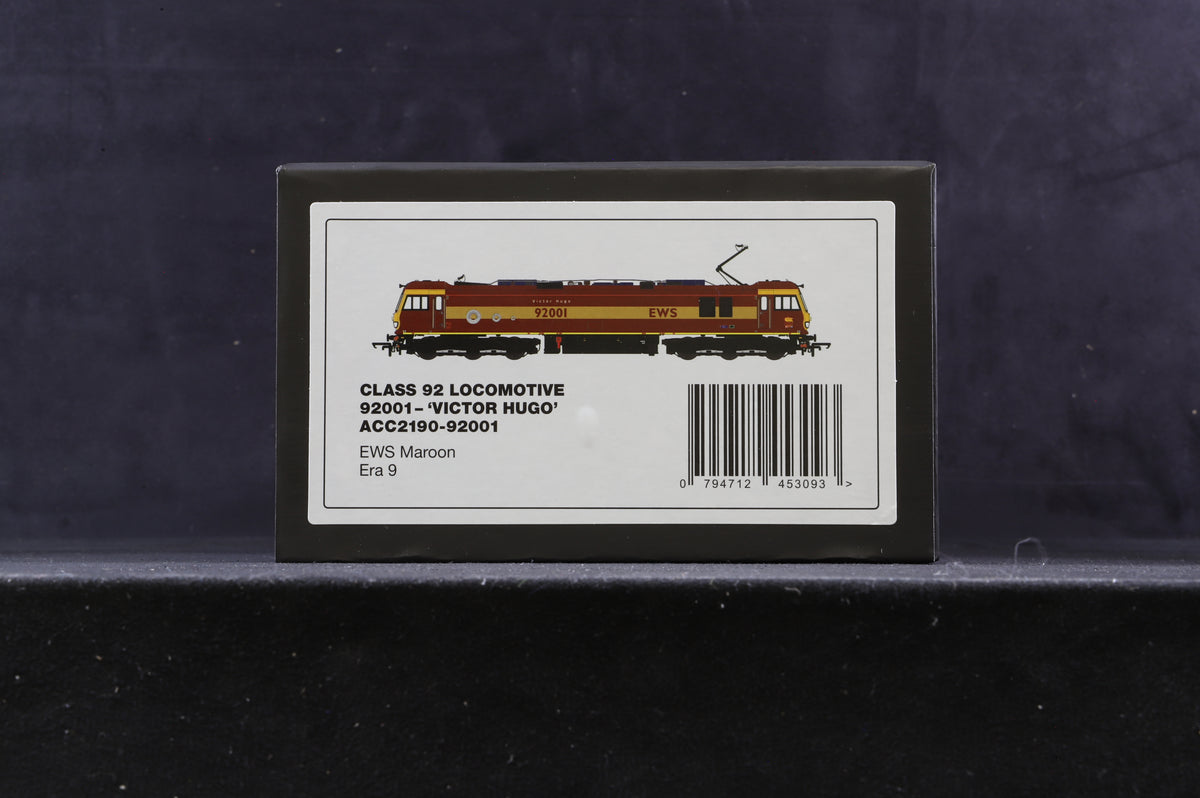 Victor Hugo
92001 EWS
CLASS 92 LOCOMOTIVE
92001 – ‘VICTOR HUGO’
ACC2190-92001
EWS Maroon
Era 9
0 794712 453093 >